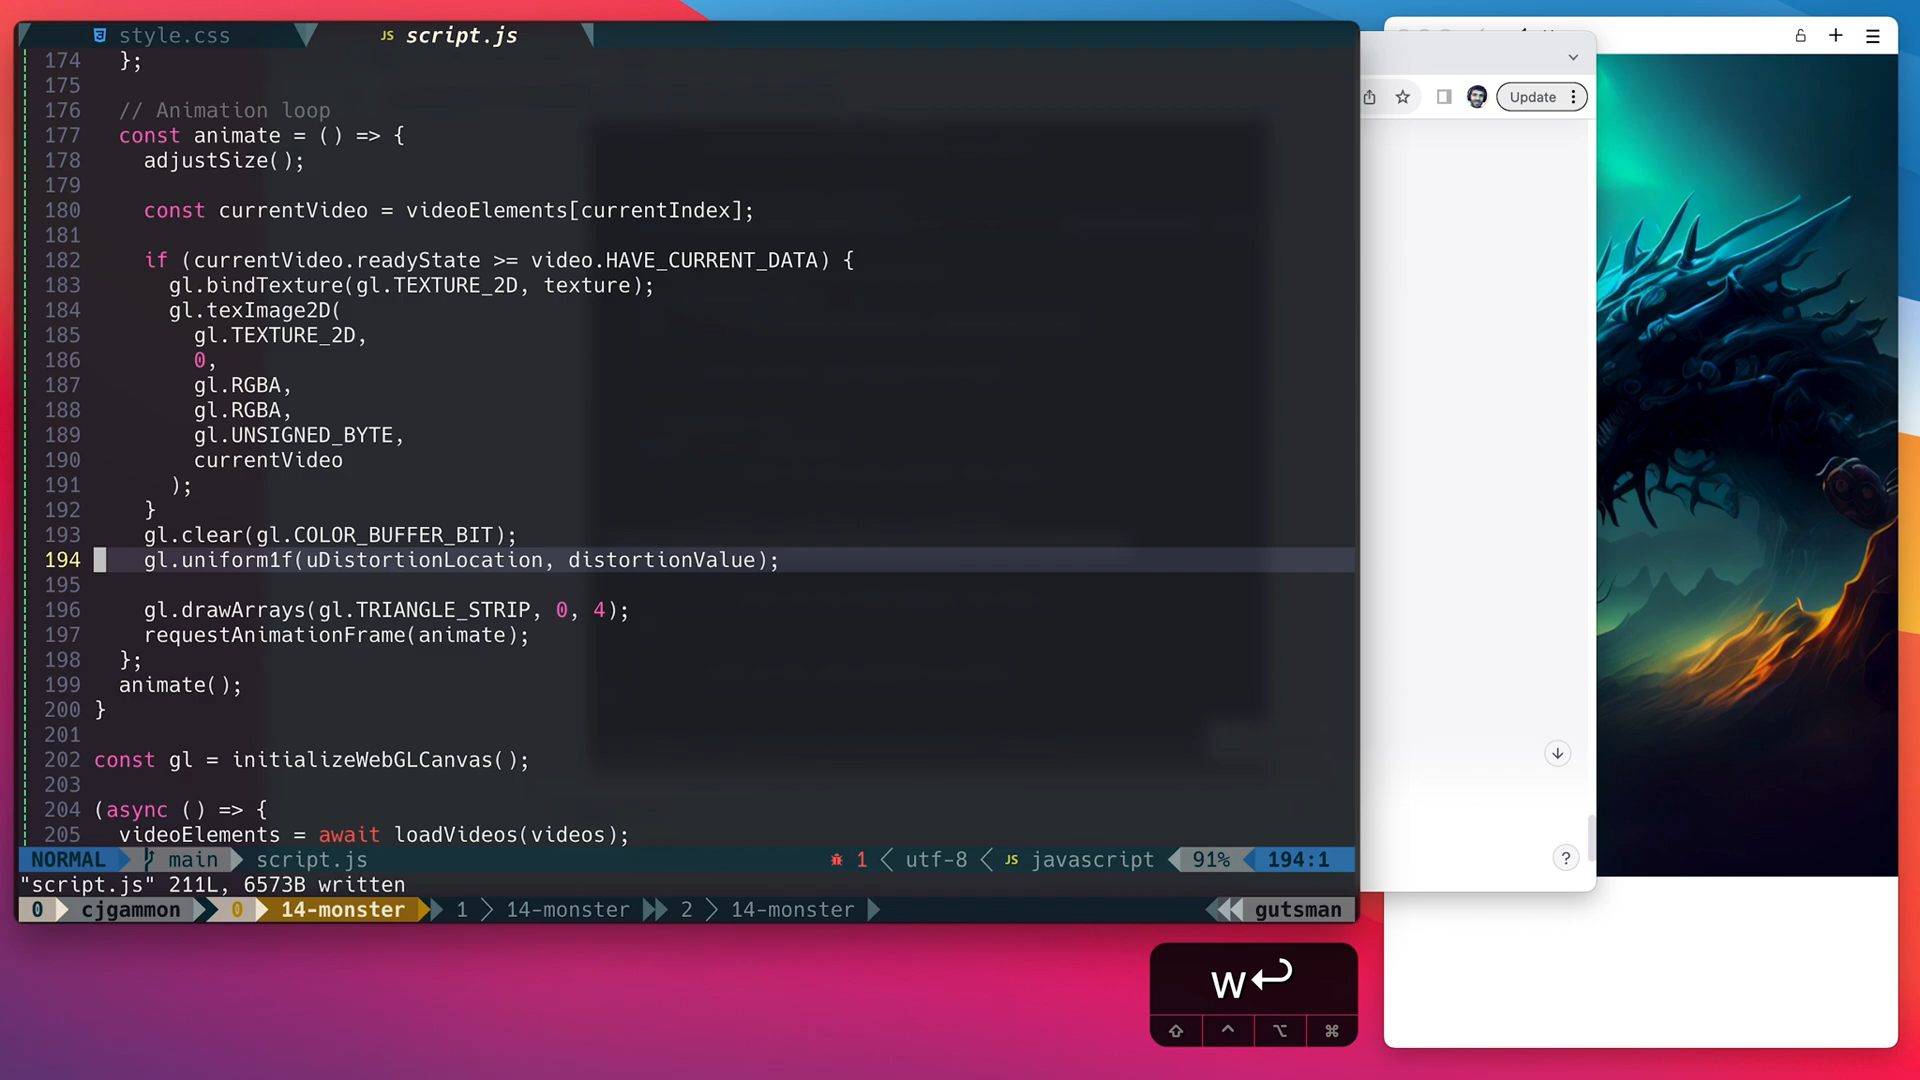 style.css
JS script.js
174 };
175
176 // Animation loop
177 const animate = () => {
178 adjustSize();
179
180 const currentVideo = videoElements[currentIndex];
181
182 if (currentVideo.readyState >= video.HAVE_CURRENT_DATA) {
183 gl.bindTexture(gl.TEXTURE_2D, texture);
184 gl.texImage2D(
185 gl.TEXTURE_2D,
186 0,
187 gl.RGBA,
188 gl.RGBA,
189 gl.UNSIGNED_BYTE,
190 currentVideo
191 );
192 }
193 gl.clear(gl.COLOR_BUFFER_BIT);
194 gl.uniform1f(uDistortionLocation, distortionValue);
195
196 gl.drawArrays(gl.TRIANGLE_STRIP, 0, 4);
197 requestAnimationFrame(animate);
198 };
199 animate();
200 }
201
202 const gl = initializeWebGLCanvas();
203
204 (async () => {
205 videoElements = await loadVideos(videos);
NORMAL main script.js 1 utf-8 JS javascript 91% 194:1
"script.js" 211L, 6573B written
0 cjgammon 0 14-monster 1 14-monster 2 14-monster gutsman
Update
?
w